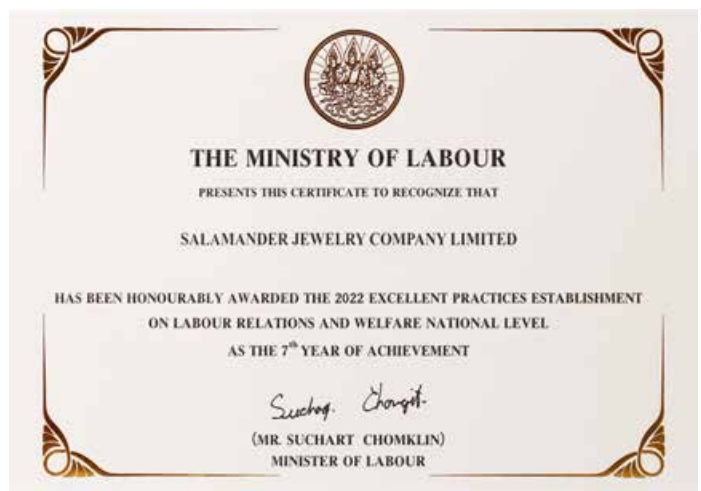 THE MINISTRY OF LABOUR
PRESENTS THIS CERTIFICATE TO RECOGNIZE THAT
SALAMANDER JEWELRY COMPANY LIMITED
HAS BEEN HONOURABLY AWARDED THE 2022 EXCELLENT PRACTICES ESTABLISHMENT
ON LABOUR RELATIONS AND WELFARE NATIONAL LEVEL
AS THE 7th YEAR OF ACHIEVEMENT
(MR. SUCHART CHOMKLIN)
MINISTER OF LABOUR